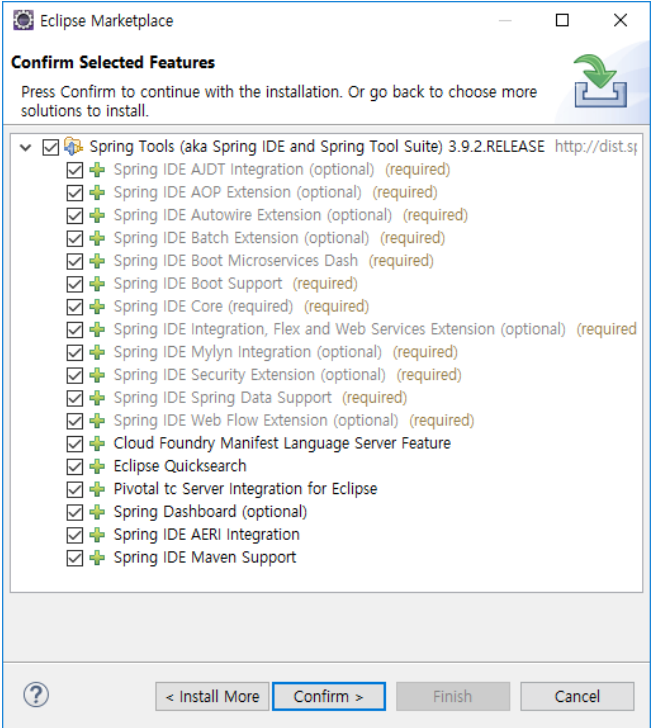 Eclipse Marketplace
Confirm Selected Features
Press Confirm to continue with the installation. Or go back to choose more
solutions to install.
Spring Tools (aka Spring IDE and Spring Tool Suite) 3.9.2.RELEASE http://dist.sp
Spring IDE AJDT Integration (optional) (required)
Spring IDE AOP Extension (optional) (required)
Spring IDE Autowire Extension (optional) (required)
Spring IDE Batch Extension (optional) (required)
Spring IDE Boot Microservices Dash (required)
Spring IDE Boot Support (required)
Spring IDE Core (required) (required)
Spring IDE Integration, Flex and Web Services Extension (optional) (required
Spring IDE Mylyn Integration (optional) (required)
Spring IDE Security Extension (optional) (required)
Spring IDE Spring Data Support (required)
Spring IDE Web Flow Extension (optional) (required)
Cloud Foundry Manifest Language Server Feature
Eclipse Quicksearch
Pivotal tc Server Integration for Eclipse
Spring Dashboard (optional)
Spring IDE AERI Integration
Spring IDE Maven Support
? < Install More Confirm > Finish Cancel